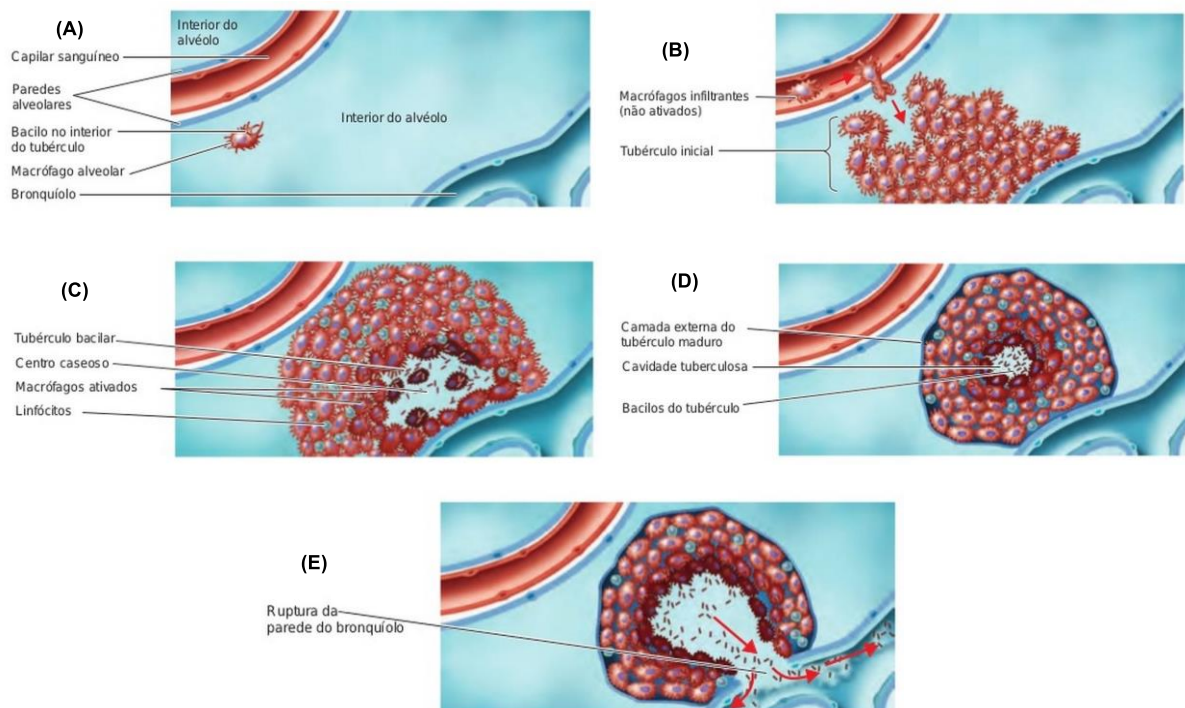 (A)
Interior do
alvéolo
Capilar sanguíneo
Paredes
alveolares
Bacilo no interior
do tubérculo
Interior do alvéolo
Macrófago alveolar
Bronquíolo
(B)
Macrófagos infiltrantes
(não ativados)
Tubérculo inicial
(C)
Tubérculo bacilar
Centro caseoso
Macrófagos ativados
Linfócitos
(D)
Camada externa do
tubérculo maduro
Cavidade tuberculosa
Bacilos do tubérculo
(E)
Ruptura da
parede do bronquíolo